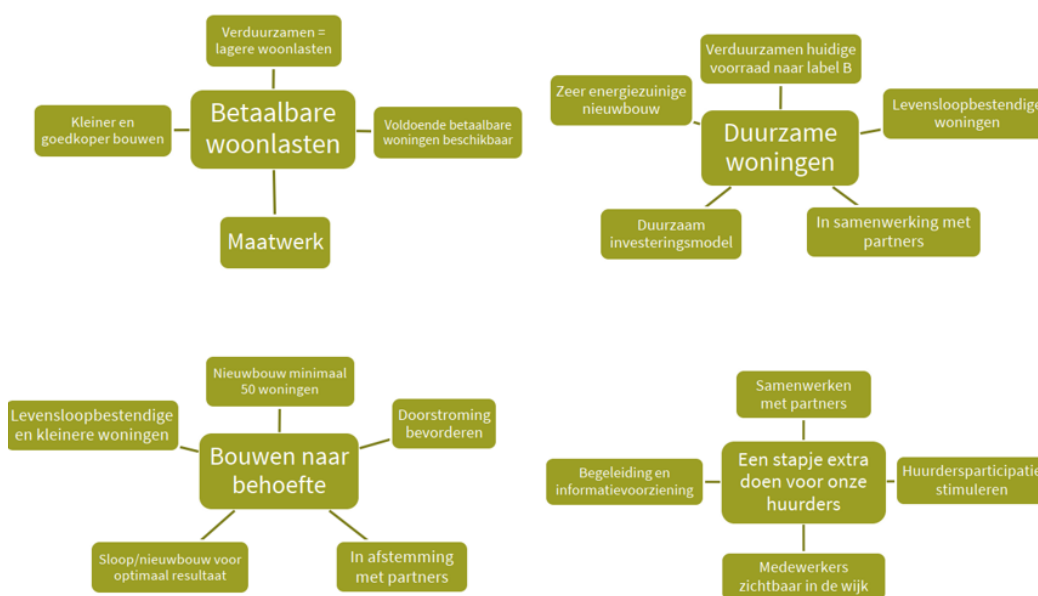 Verduurzamen =
lagere woonlasten
Kleiner en
goedkoper bouwen
Betaalbare
woonlasten
Voldoende betaalbare
woningen beschikbaar
Maatwerk
Verduurzamen huidige
voorraad naar label B
Zeer energiezuinige
nieuwbouw
Levensloopbestendige
woningen
Duurzame
woningen
Duurzaam
investeringsmodel
In samenwerking met
partners
Nieuwbouw minimaal
50 woningen
Levensloopbestendige
en kleinere woningen
Doorstroming
bevorderen
Bouwen naar
behoefte
Sloop/nieuwbouw voor
optimaal resultaat
In afstemming
met partners
Samenwerken
met partners
Begeleiding en
informatievoorziening
Een stapje extra
doen voor onze
huurders
Huurdersparticipatie
stimuleren
Medewerkers
zichtbaar in de wijk